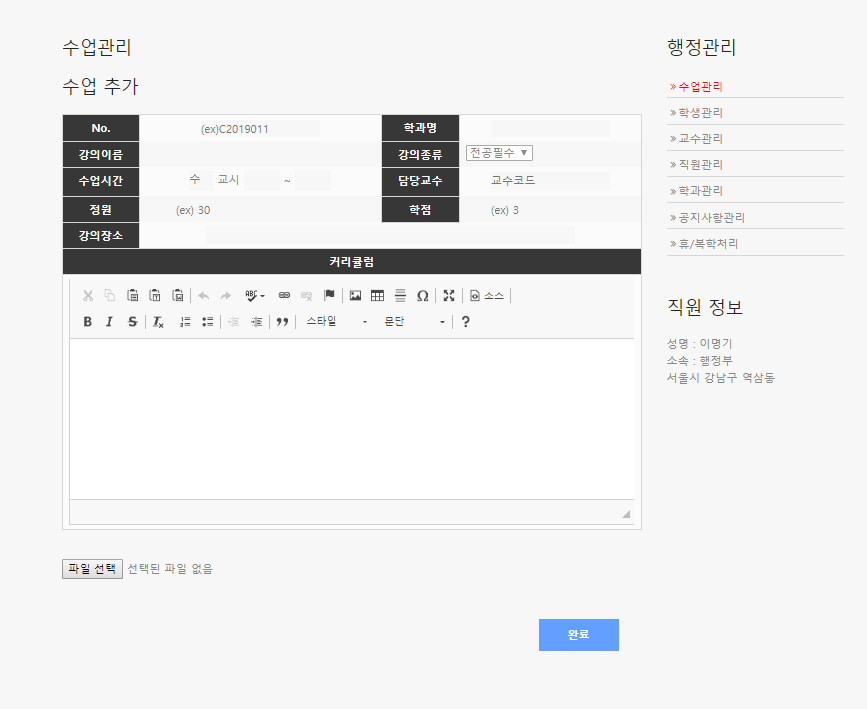 수업관리
수업 추가
No. (ex)C2019011 학과명
강의이름 강의종류 전공필수 ▼
수업시간 수 교시 ~ 담당교수 교수코드
정원 (ex) 30 학점 (ex) 3
강의장소
커리큘럼
소스
B I S Tx
스타일 문단 ?
파일 선택 선택된 파일 없음
완료
행정관리
» 수업관리
» 학생관리
» 교수관리
» 직원관리
» 학과관리
» 공지사항관리
» 휴/복학처리
직원 정보
성명 : 이명기
소속 : 행정부
서울시 강남구 역삼동